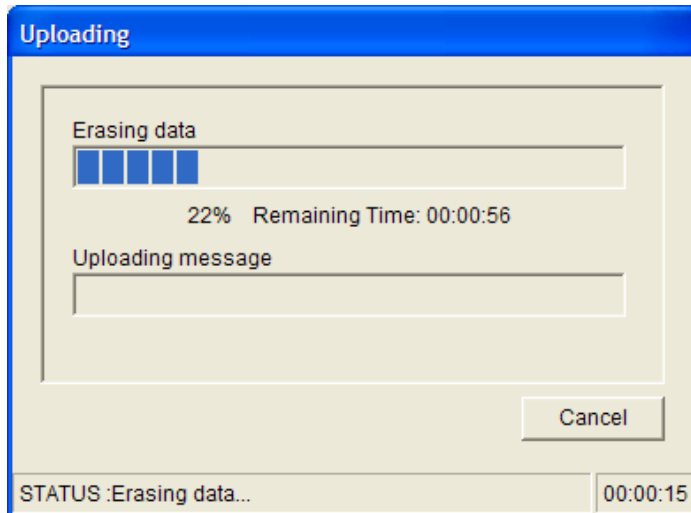 Uploading
Erasing data
22% Remaining Time: 00:00:56
Uploading message
Cancel
STATUS :Erasing data... 00:00:15